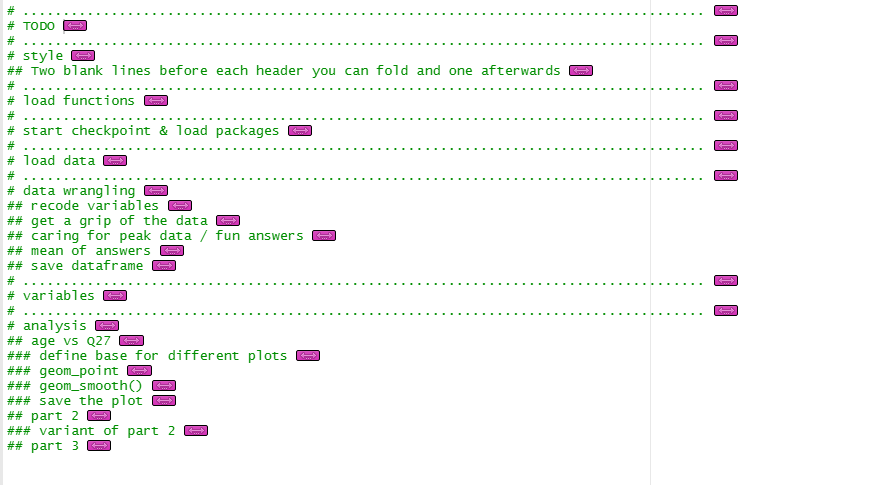 # .....................................................................................
# TODO
# .....................................................................................
# style
## Two blank lines before each header you can fold and one afterwards
# .....................................................................................
# load functions
# .....................................................................................
# start checkpoint & load packages
# .....................................................................................
# load data
# .....................................................................................
# data wrangling
## recode variables
## get a grip of the data
## caring for peak data / fun answers
## mean of answers
## save dataframe
# .....................................................................................
# variables
# .....................................................................................
# analysis
## age vs Q27
### define base for different plots
### geom_point
### geom_smooth()
### save the plot
## part 2
### variant of part 2
## part 3